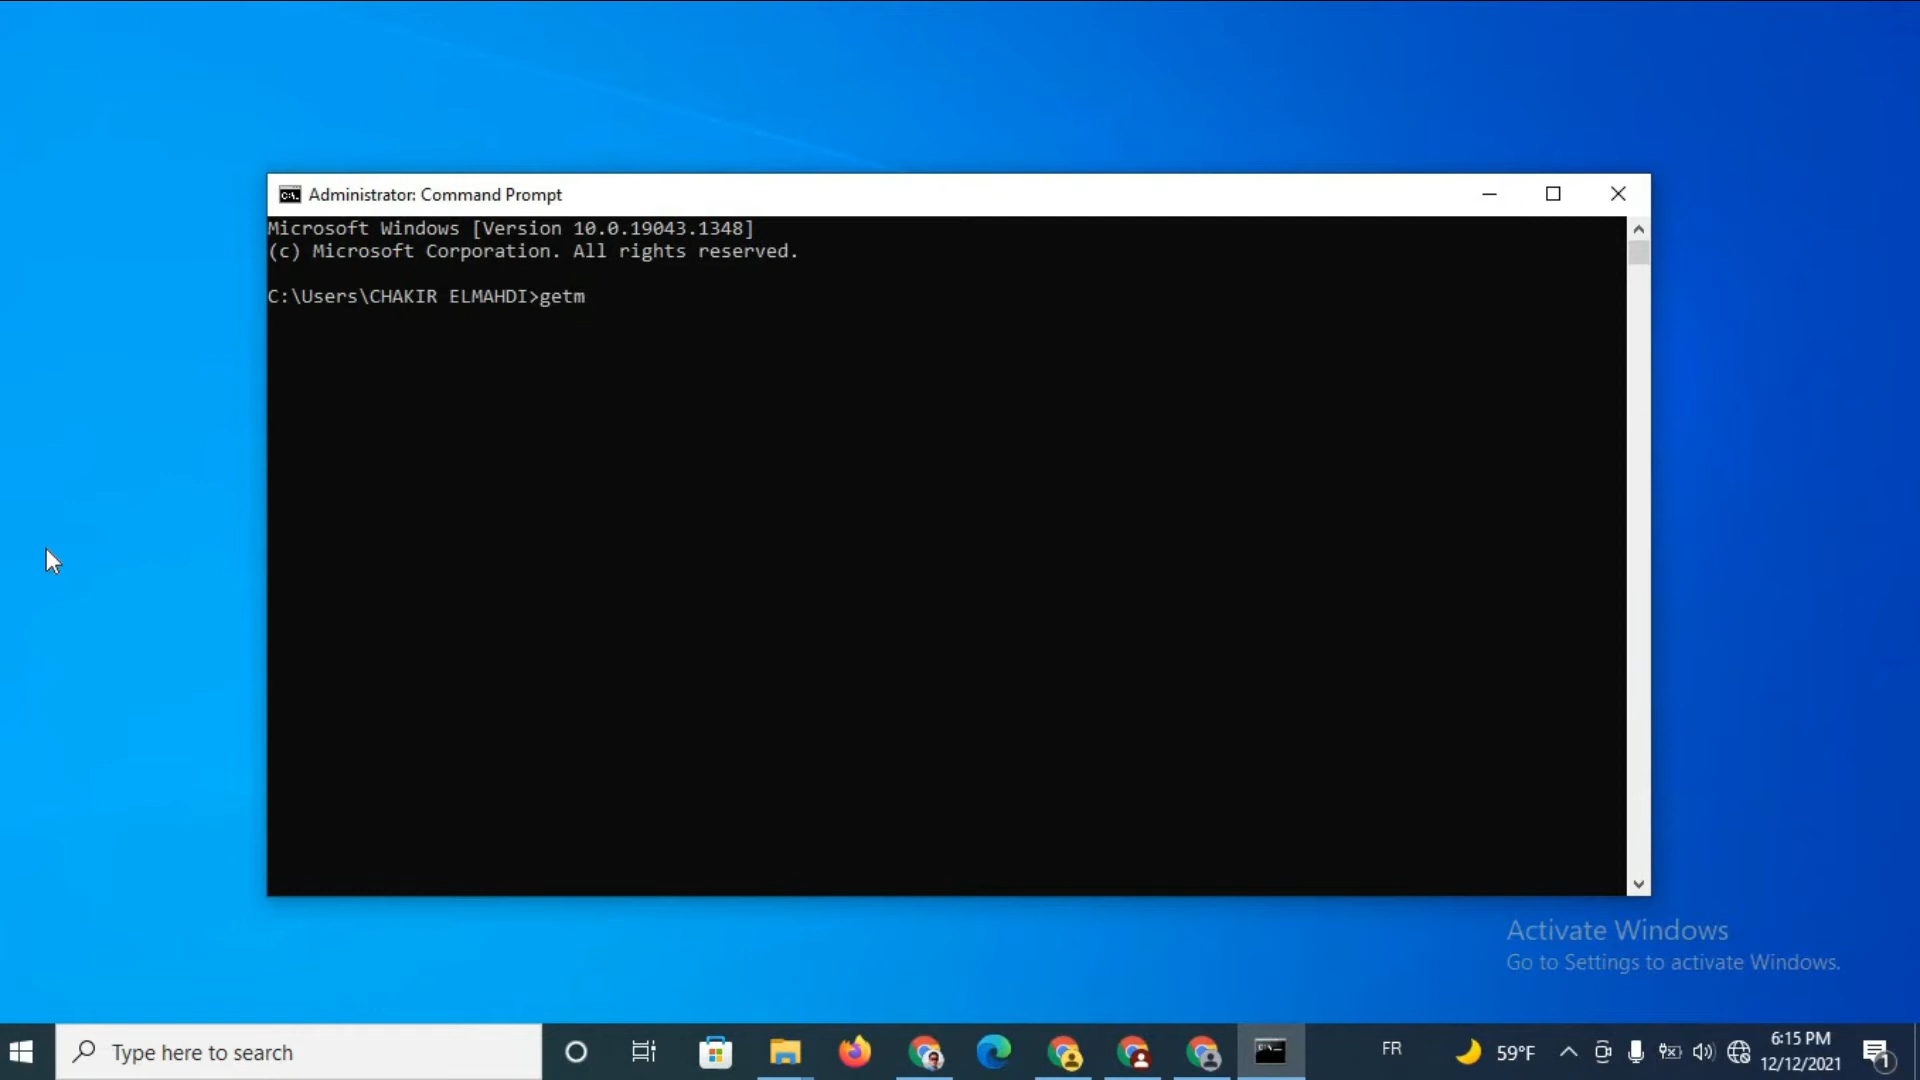 Administrator: Command Prompt
Microsoft Windows [Version 10.0.19043.1348]
(c) Microsoft Corporation. All rights reserved.
C:\Users\CHAKIR ELMAHDI>getm
Activate Windows
Go to Settings to activate Windows.
Type here to search
FR
59°F
6:15 PM
12/12/2021
1